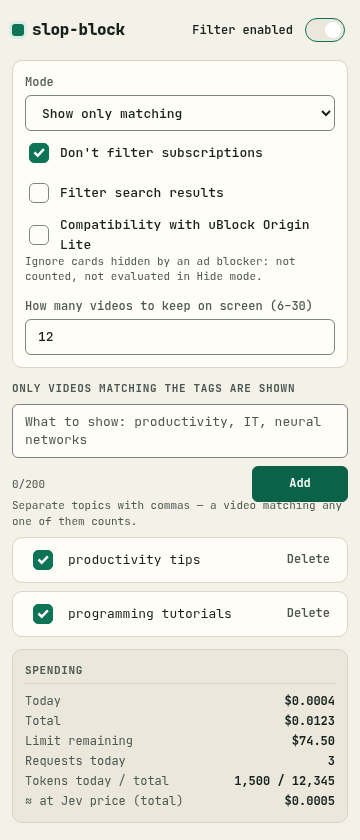 slop-block
Filter enabled
Mode
Show only matching
Don't filter subscriptions
Filter search results
Compatibility with uBlock Origin
Lite
Ignore cards hidden by an ad blocker: not
counted, not evaluated in Hide mode.
How many videos to keep on screen (6–30)
12
ONLY VIDEOS MATCHING THE TAGS ARE SHOWN
What to show: productivity, IT, neural
networks
0/200
Add
Separate topics with commas — a video matching any
one of them counts.
productivity tips
Delete
programming tutorials
Delete
SPENDING
Today $0.0004
Total $0.0123
Limit remaining $74.50
Requests today 3
Tokens today / total 1,500 / 12,345
≈ at Jev price (total) $0.0005